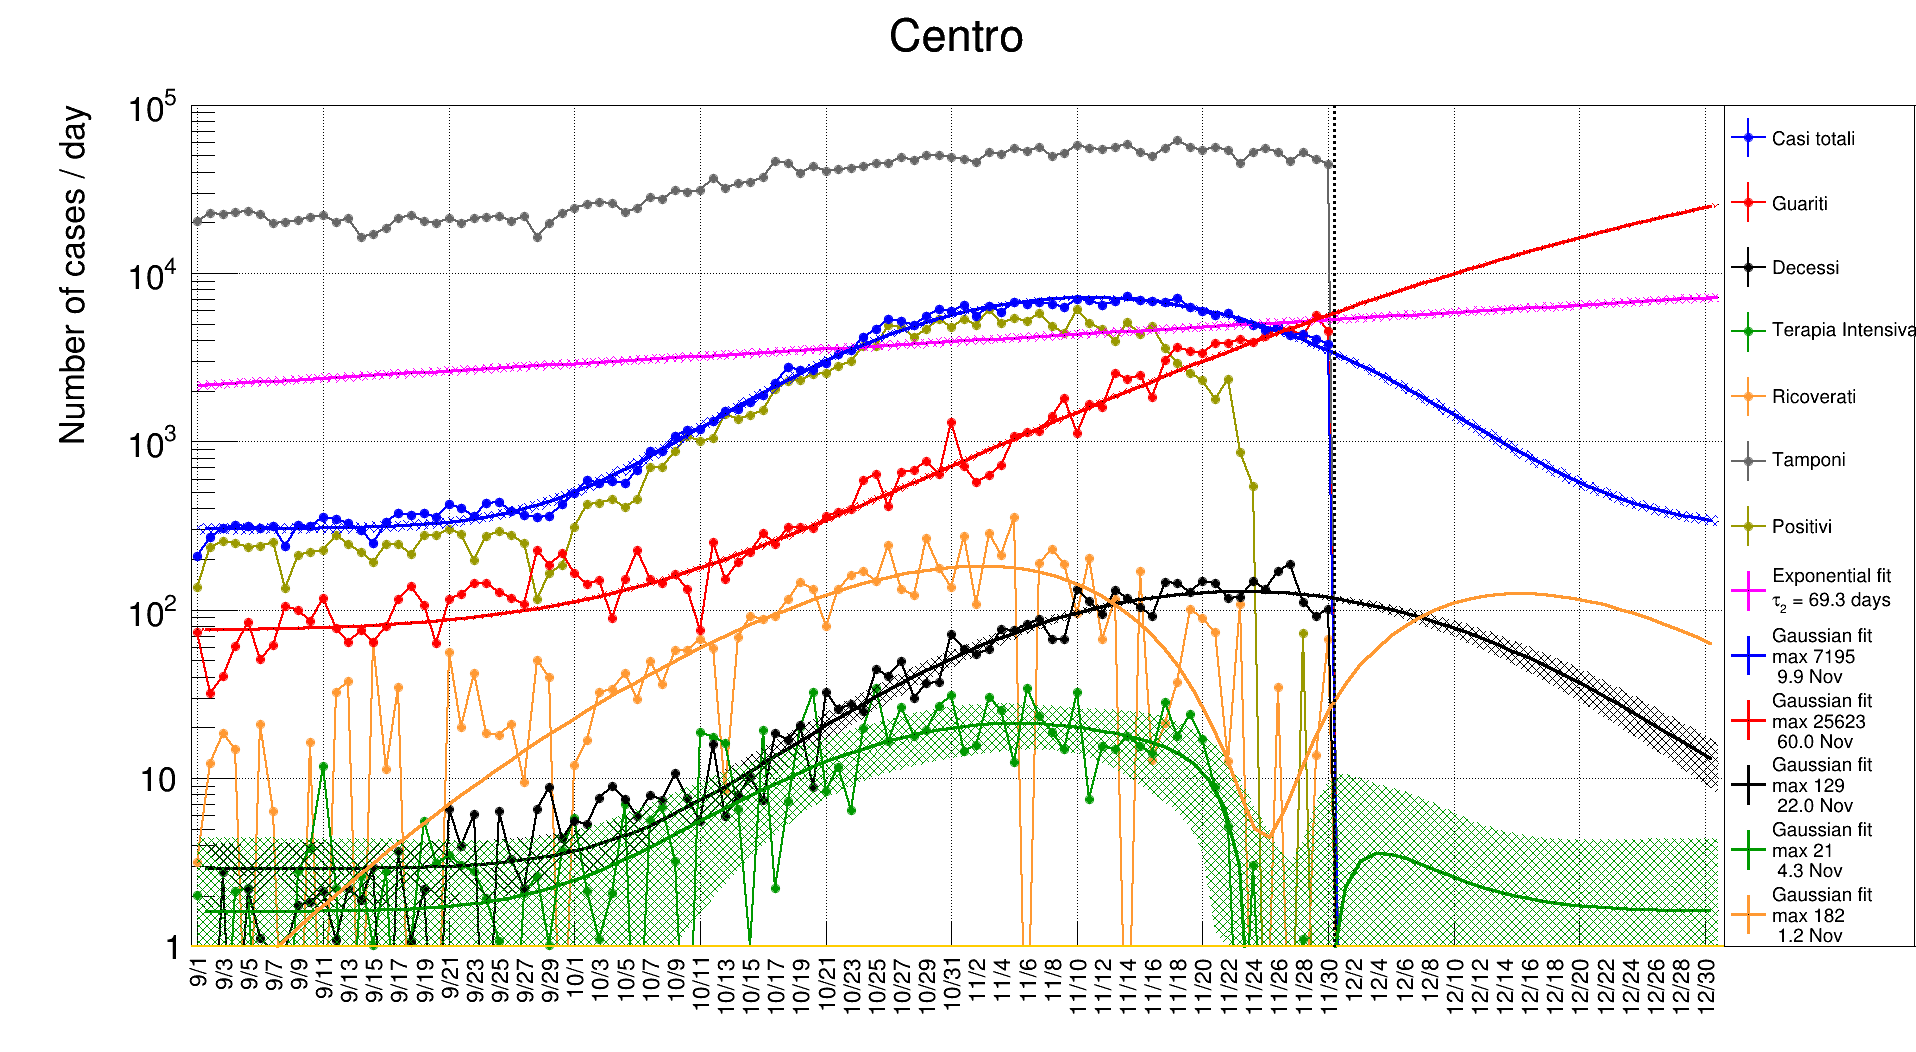 Centro
Number of cases / day
10^5
10^4
10^3
10^2
10
1
9/1
9/3
9/5
9/7
9/9
9/11
9/13
9/15
9/17
9/19
9/21
9/23
9/25
9/27
9/29
10/1
10/3
10/5
10/7
10/9
10/11
10/13
10/15
10/17
10/19
10/21
10/23
10/25
10/27
10/29
10/31
11/2
11/4
11/6
11/8
11/10
11/12
11/14
11/16
11/18
11/20
11/22
11/24
11/26
11/28
11/30
12/2
12/4
12/6
12/8
12/10
12/12
12/14
12/16
12/18
12/20
12/22
12/24
12/26
12/28
12/30
Casi totali
Guariti
Decessi
Terapia Intensiva
Ricoverati
Tamponi
Positivi
Exponential fit
τ₂ = 69.3 days
Gaussian fit
max 7195
9.9 Nov
Gaussian fit
max 25623
60.0 Nov
Gaussian fit
max 129
22.0 Nov
Gaussian fit
max 21
4.3 Nov
Gaussian fit
max 182
1.2 Nov